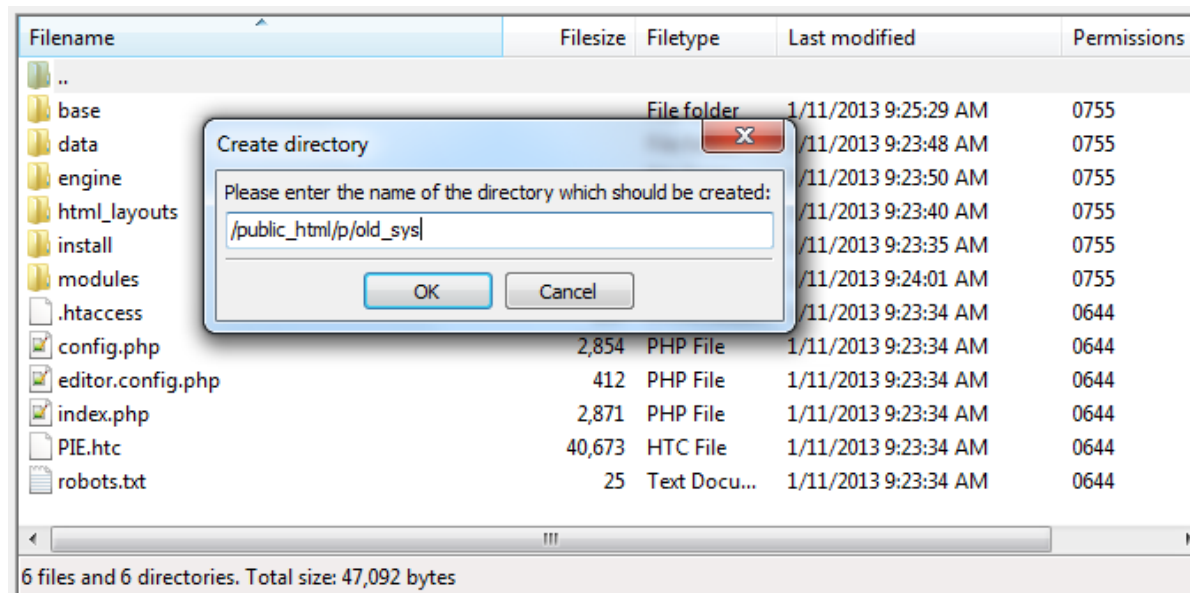 Filename Filesize Filetype Last modified Permissions
..
base File folder 1/11/2013 9:25:29 AM 0755
data /11/2013 9:23:48 AM 0755
engine /11/2013 9:23:50 AM 0755
html_layouts /11/2013 9:23:40 AM 0755
install /11/2013 9:23:35 AM 0755
modules /11/2013 9:24:01 AM 0755
.htaccess /11/2013 9:23:34 AM 0644
config.php 2,854 PHP File 1/11/2013 9:23:34 AM 0644
editor.config.php 412 PHP File 1/11/2013 9:23:34 AM 0644
index.php 2,871 PHP File 1/11/2013 9:23:34 AM 0644
PIE.htc 40,673 HTC File 1/11/2013 9:23:34 AM 0644
robots.txt 25 Text Docu... 1/11/2013 9:23:34 AM 0644
Create directory
Please enter the name of the directory which should be created:
/public_html/p/old_sys
OK Cancel
6 files and 6 directories. Total size: 47,092 bytes